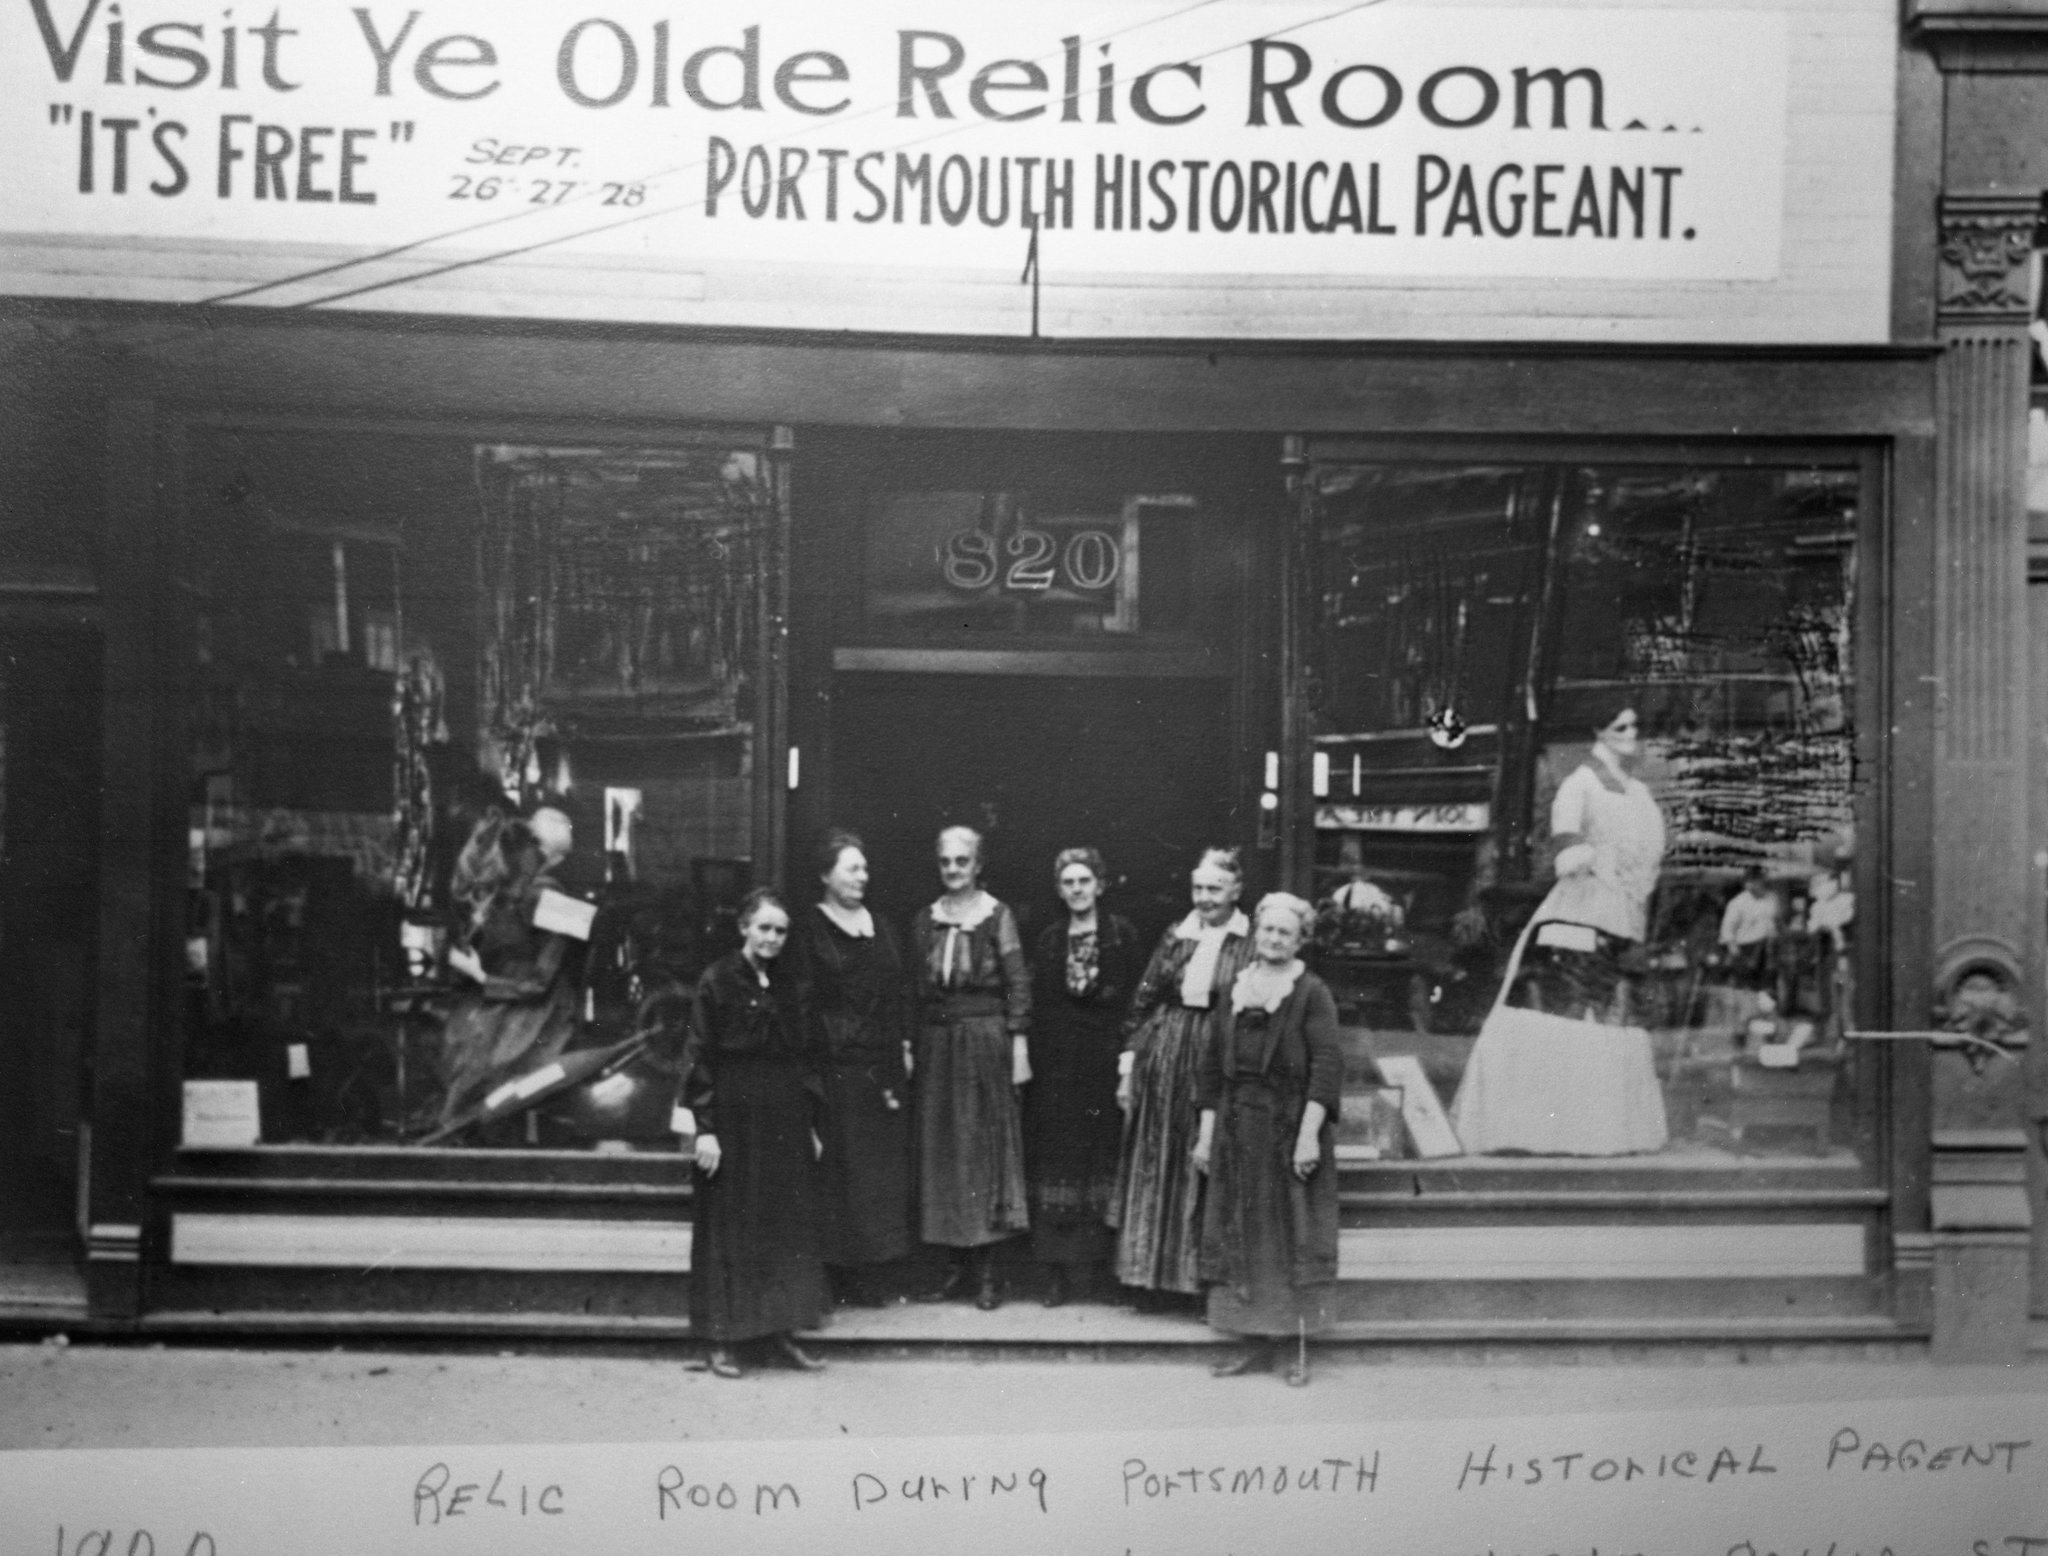 Visit Ye Olde Relic Room...
"IT'S FREE" SEPT. 26-27-28 PORTSMOUTH HISTORICAL PAGEANT.
820
RELIC ROOM DURING PORTSMOUTH HISTORICAL PAGENT